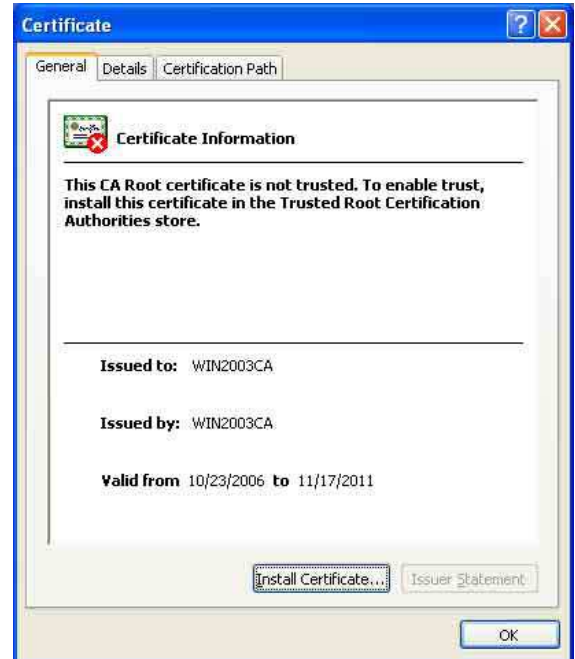 Certificate
General Details Certification Path
Certificate Information
This CA Root certificate is not trusted. To enable trust,
install this certificate in the Trusted Root Certification
Authorities store.
Issued to: WIN2003CA
Issued by: WIN2003CA
Valid from 10/23/2006 to 11/17/2011
Install Certificate... Issuer Statement
OK